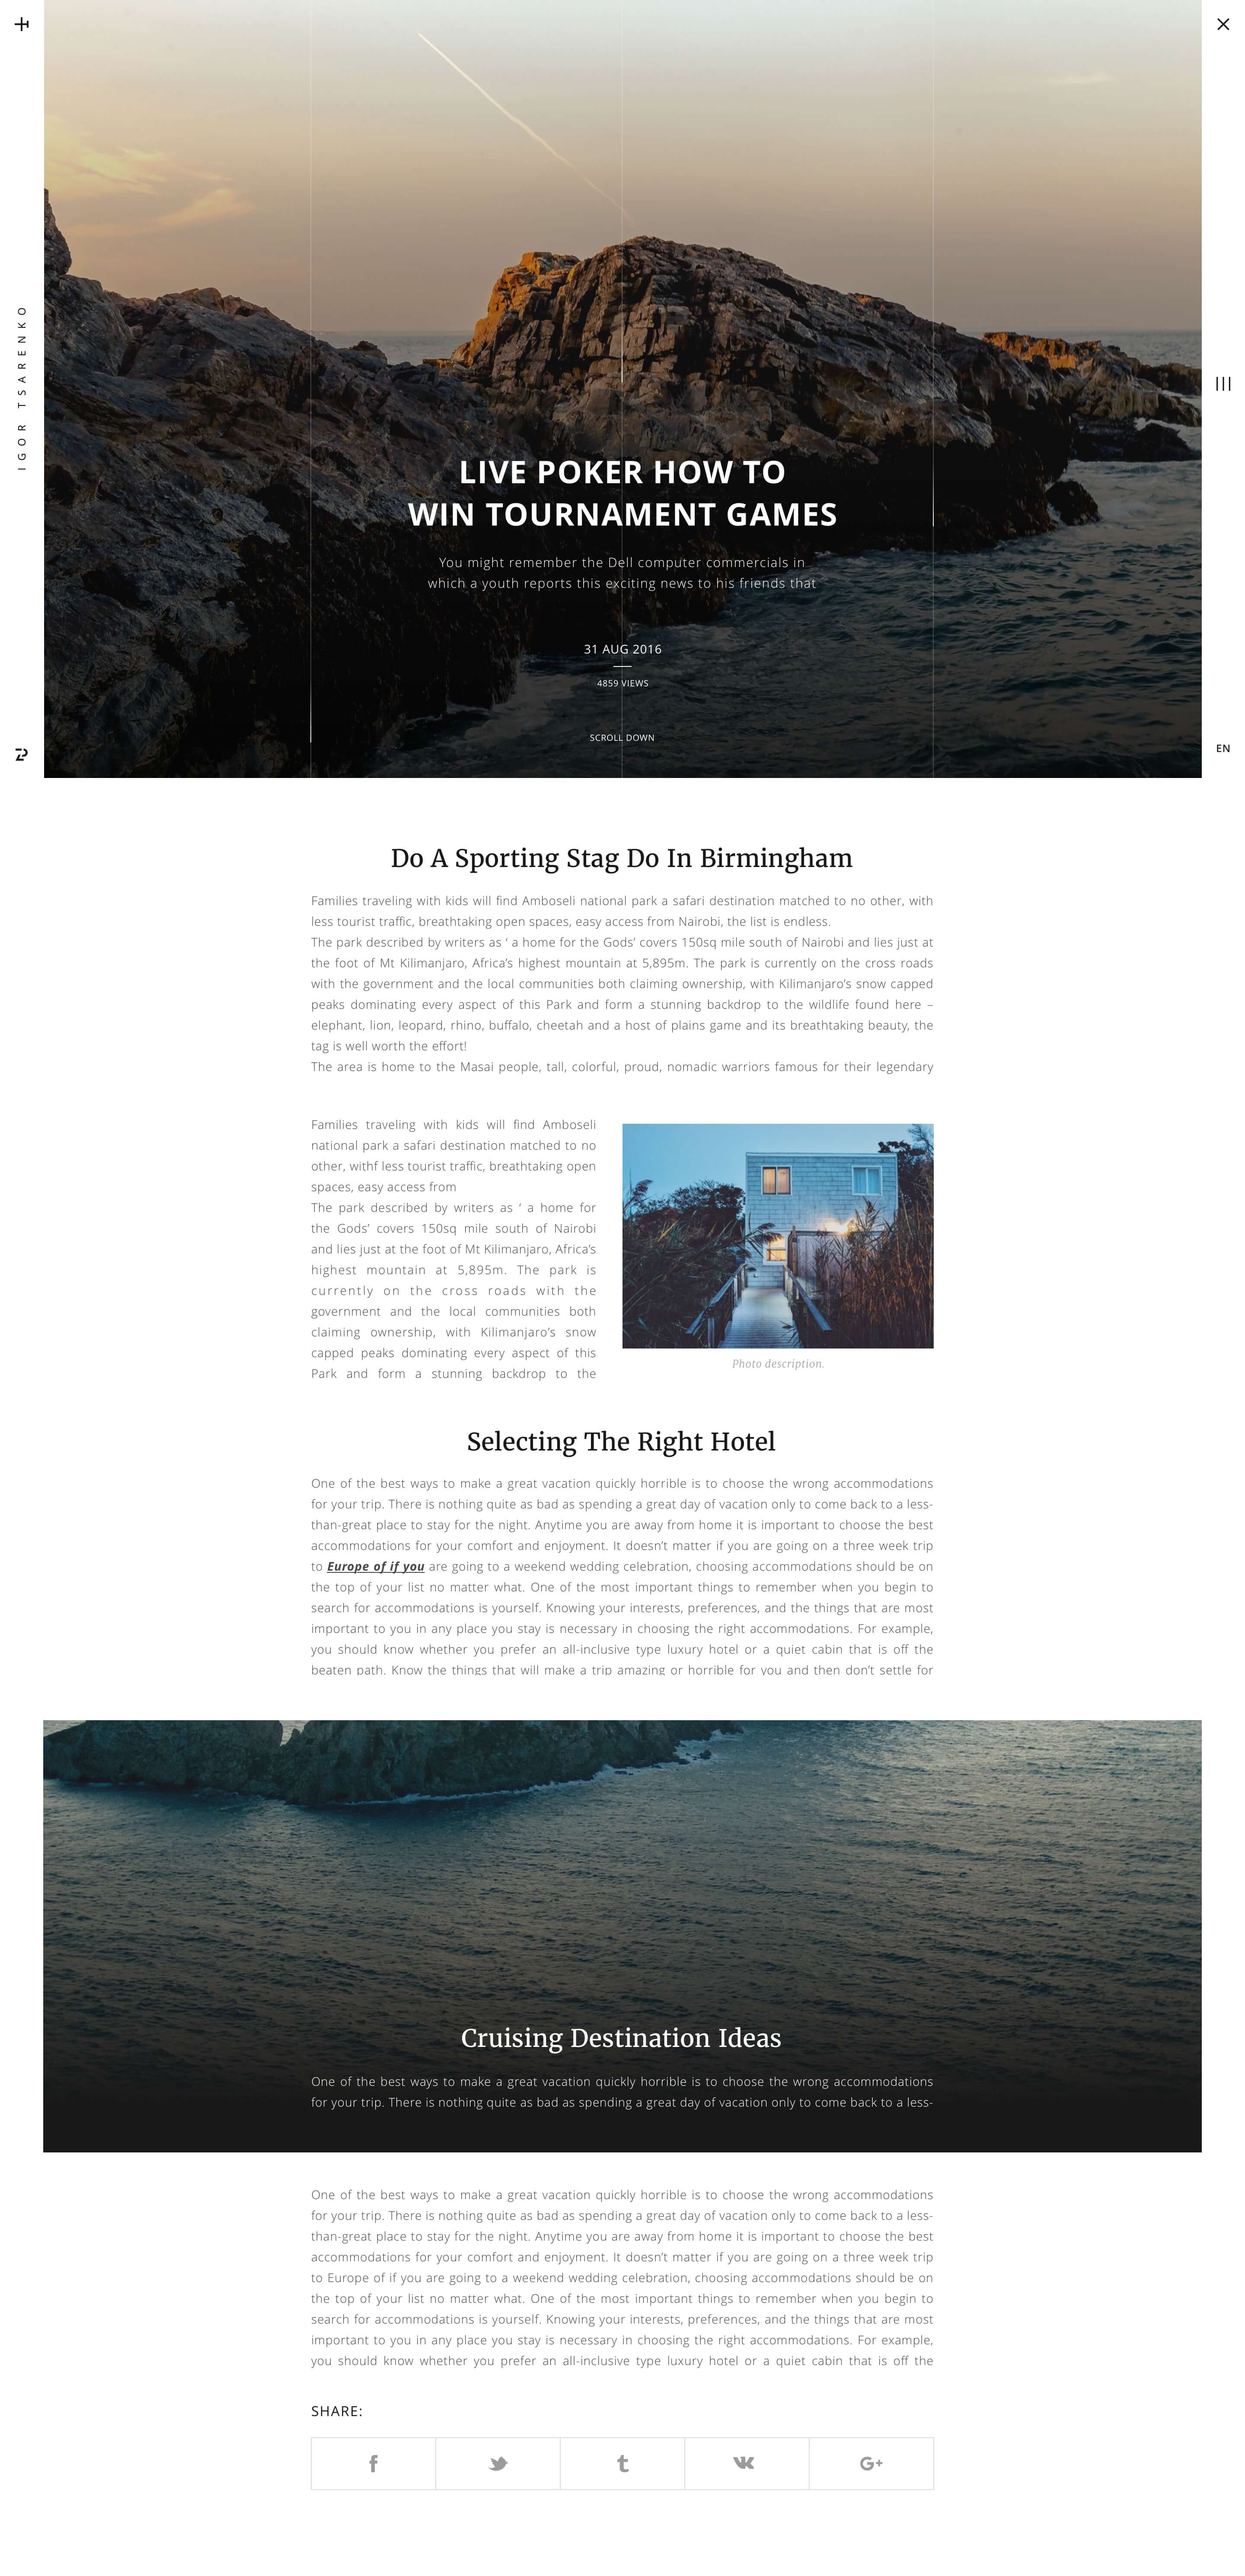 IGOR TSARENKO
LIVE POKER HOW TO
WIN TOURNAMENT GAMES
You might remember the Dell computer commercials in
which a youth reports this exciting news to his friends that
31 AUG 2016
4859 VIEWS
SCROLL DOWN
EN
Do A Sporting Stag Do In Birmingham
Families traveling with kids will find Amboseli national park a safari destination matched to no other, with
less tourist traffic, breathtaking open spaces, easy access from Nairobi, the list is endless.
The park described by writers as ‘ a home for the Gods’ covers 150sq mile south of Nairobi and lies just at
the foot of Mt Kilimanjaro, Africa’s highest mountain at 5,895m. The park is currently on the cross roads
with the government and the local communities both claiming ownership, with Kilimanjaro’s snow capped
peaks dominating every aspect of this Park and form a stunning backdrop to the wildlife found here –
elephant, lion, leopard, rhino, buffalo, cheetah and a host of plains game and its breathtaking beauty, the
tag is well worth the effort!
The area is home to the Masai people, tall, colorful, proud, nomadic warriors famous for their legendary
Families traveling with kids will find Amboseli
national park a safari destination matched to no
other, withf less tourist traffic, breathtaking open
spaces, easy access from
The park described by writers as ‘ a home for
the Gods’ covers 150sq mile south of Nairobi
and lies just at the foot of Mt Kilimanjaro, Africa’s
highest mountain at 5,895m. The park is
currently on the cross roads with the
government and the local communities both
claiming ownership, with Kilimanjaro’s snow
capped peaks dominating every aspect of this
Park and form a stunning backdrop to the
Photo description.
Selecting The Right Hotel
One of the best ways to make a great vacation quickly horrible is to choose the wrong accommodations
for your trip. There is nothing quite as bad as spending a great day of vacation only to come back to a less-
than-great place to stay for the night. Anytime you are away from home it is important to choose the best
accommodations for your comfort and enjoyment. It doesn’t matter if you are going on a three week trip
to Europe of if you are going to a weekend wedding celebration, choosing accommodations should be on
the top of your list no matter what. One of the most important things to remember when you begin to
search for accommodations is yourself. Knowing your interests, preferences, and the things that are most
important to you in any place you stay is necessary in choosing the right accommodations. For example,
you should know whether you prefer an all-inclusive type luxury hotel or a quiet cabin that is off the
beaten path. Know the things that will make a trip amazing or horrible for you and then don’t settle for
Cruising Destination Ideas
One of the best ways to make a great vacation quickly horrible is to choose the wrong accommodations
for your trip. There is nothing quite as bad as spending a great day of vacation only to come back to a less-
One of the best ways to make a great vacation quickly horrible is to choose the wrong accommodations
for your trip. There is nothing quite as bad as spending a great day of vacation only to come back to a less-
than-great place to stay for the night. Anytime you are away from home it is important to choose the best
accommodations for your comfort and enjoyment. It doesn’t matter if you are going on a three week trip
to Europe of if you are going to a weekend wedding celebration, choosing accommodations should be on
the top of your list no matter what. One of the most important things to remember when you begin to
search for accommodations is yourself. Knowing your interests, preferences, and the things that are most
important to you in any place you stay is necessary in choosing the right accommodations. For example,
you should know whether you prefer an all-inclusive type luxury hotel or a quiet cabin that is off the
SHARE: